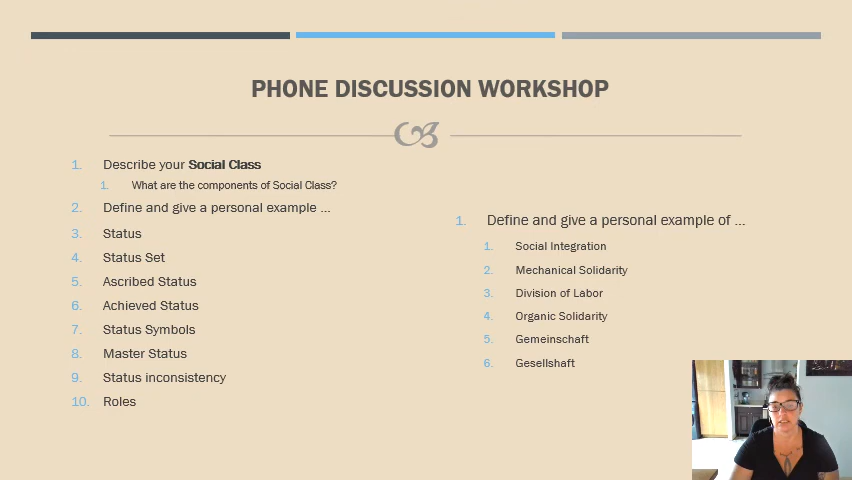 PHONE DISCUSSION WORKSHOP
1. Describe your Social Class
1. What are the components of Social Class?
2. Define and give a personal example ...
3. Status
4. Status Set
5. Ascribed Status
6. Achieved Status
7. Status Symbols
8. Master Status
9. Status inconsistency
10. Roles
1. Define and give a personal example of ...
1. Social Integration
2. Mechanical Solidarity
3. Division of Labor
4. Organic Solidarity
5. Gemeinschaft
6. Gesellshaft